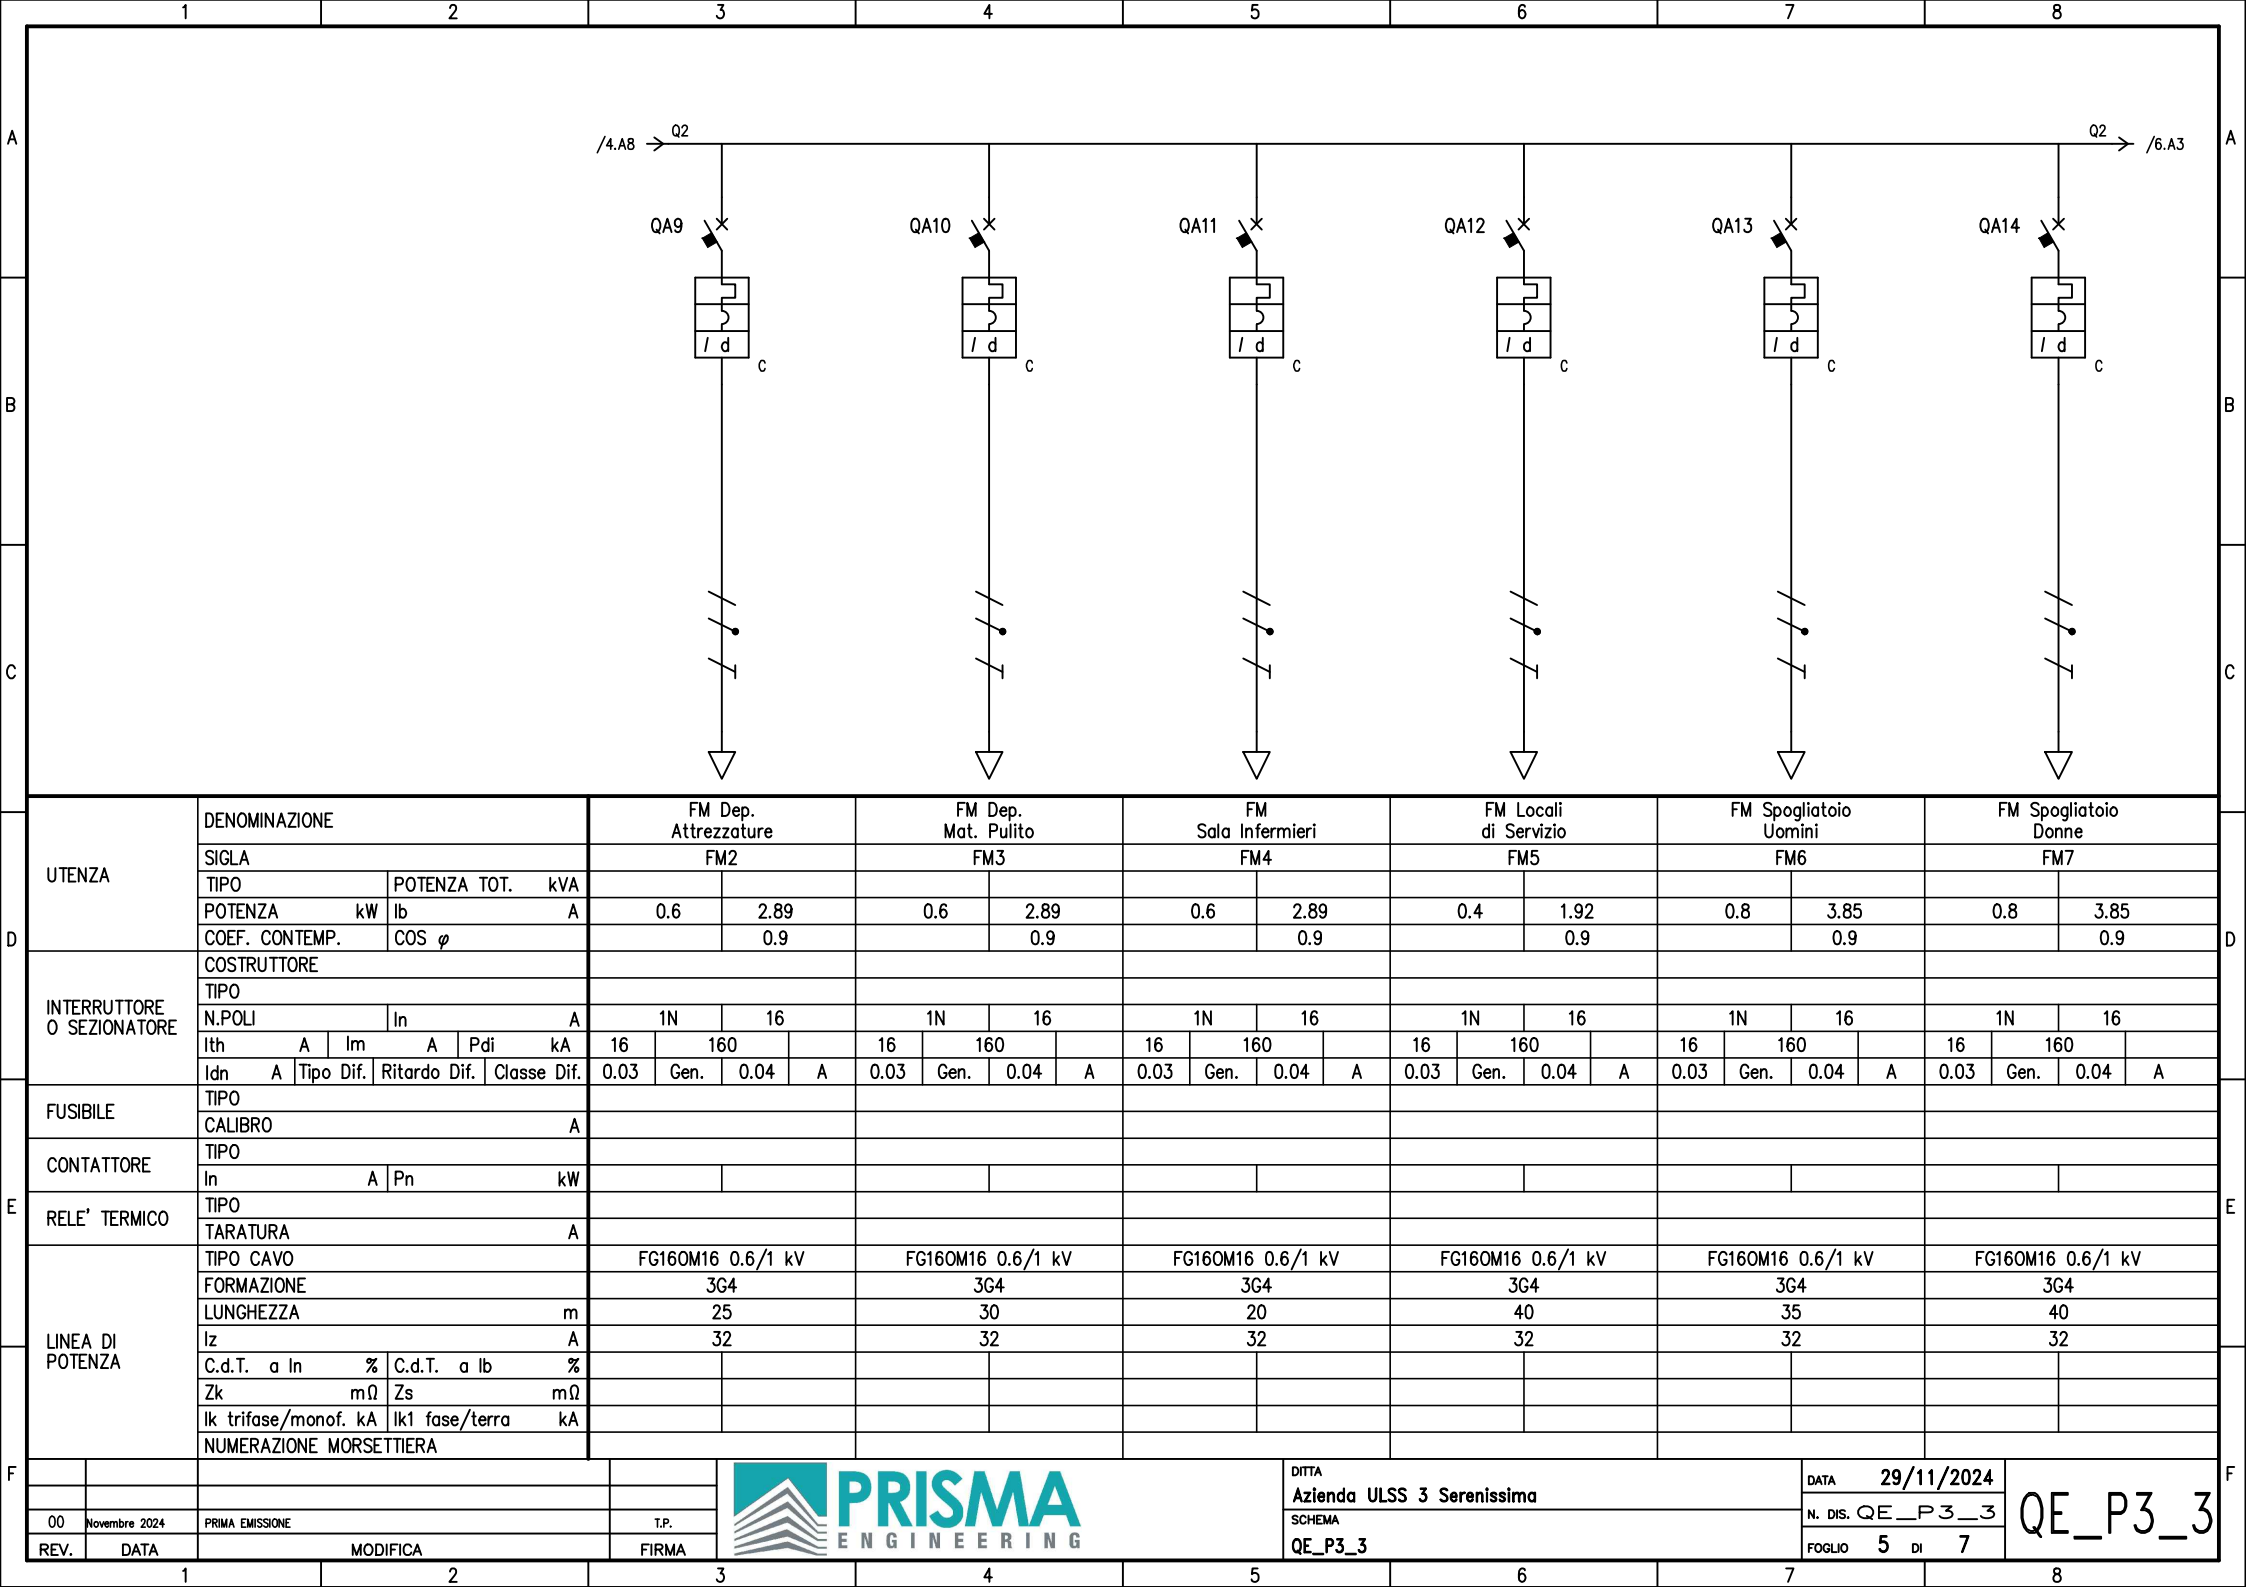 1 2 3 4 5 6 7 8
A A
/4.A8 Q2 Q2 /6.A3
QA9 QA10 QA11 QA12 QA13 QA14
I d I d I d I d I d I d
C C C C C C
B B
C C
UTENZA
DENOMINAZIONE
FM Dep. FM Dep. FM FM Locali FM Spogliatoio FM Spogliatoio
Attrezzature Mat. Pulito Sala Infermieri di Servizio Uomini Donne
SIGLA FM2 FM3 FM4 FM5 FM6 FM7
TIPO POTENZA TOT. kVA
POTENZA kW Ib A 0.6 2.89 0.6 2.89 0.6 2.89 0.4 1.92 0.8 3.85 0.8 3.85
D D
COEF. CONTEMP. COS φ 0.9 0.9 0.9 0.9 0.9 0.9
INTERRUTTORE
O SEZIONATORE
COSTRUTTORE
TIPO
N.POLI In A 1N 16 1N 16 1N 16 1N 16 1N 16 1N 16
Ith A Im A Pdi kA 16 160 16 160 16 160 16 160 16 160 16 160
Idn A Tipo Dif. Ritardo Dif. Classe Dif. 0.03 Gen. 0.04 A 0.03 Gen. 0.04 A 0.03 Gen. 0.04 A 0.03 Gen. 0.04 A 0.03 Gen. 0.04 A 0.03 Gen. 0.04 A
FUSIBILE
TIPO
CALIBRO A
CONTATTORE
TIPO
In A Pn kW
E E
RELE' TERMICO
TIPO
TARATURA A
LINEA DI
POTENZA
TIPO CAVO FG16OM16 0.6/1 kV FG16OM16 0.6/1 kV FG16OM16 0.6/1 kV FG16OM16 0.6/1 kV FG16OM16 0.6/1 kV FG16OM16 0.6/1 kV
FORMAZIONE 3G4 3G4 3G4 3G4 3G4 3G4
LUNGHEZZA m 25 30 20 40 35 40
Iz A 32 32 32 32 32 32
C.d.T. a In % C.d.T. a Ib %
Zk mΩ Zs mΩ
Ik trifase/monof. kA Ik1 fase/terra kA
NUMERAZIONE MORSETTIERA
F F
00 Novembre 2024 PRIMA EMISSIONE T.P.
REV. DATA MODIFICA FIRMA
PRISMA
ENGINEERING
DITTA
Azienda ULSS 3 Serenissima
SCHEMA
QE_P3_3
DATA 29/11/2024
N. DIS. QE_P3_3
FOGLIO 5 DI 7
QE_P3_3
1 2 3 4 5 6 7 8